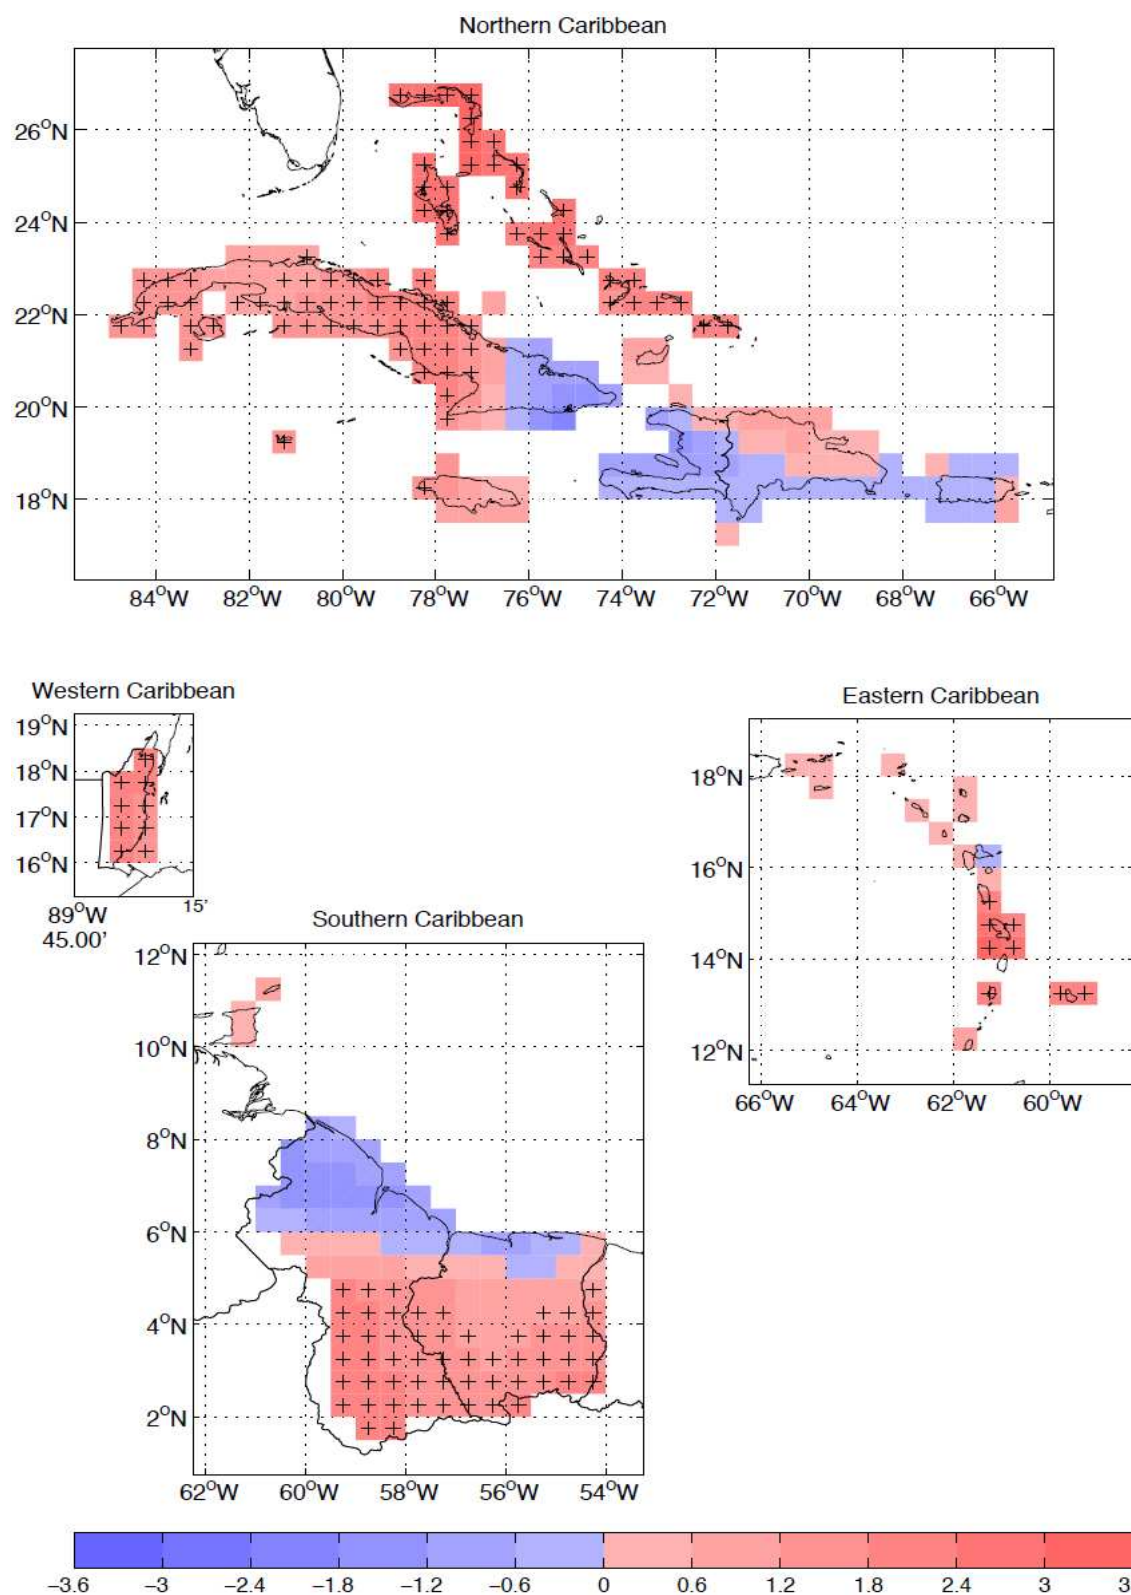 Northern Caribbean
26°N
24°N
22°N
20°N
18°N
84°W 82°W 80°W 78°W 76°W 74°W 72°W 70°W 68°W 66°W
Western Caribbean
19°N
18°N
17°N
16°N
89°W 15'
45.00'
Eastern Caribbean
18°N
16°N
14°N
12°N
66°W 64°W 62°W 60°W
Southern Caribbean
12°N
10°N
8°N
6°N
4°N
2°N
62°W 60°W 58°W 56°W 54°W
−3.6 −3 −2.4 −1.8 −1.2 −0.6 0 0.6 1.2 1.8 2.4 3